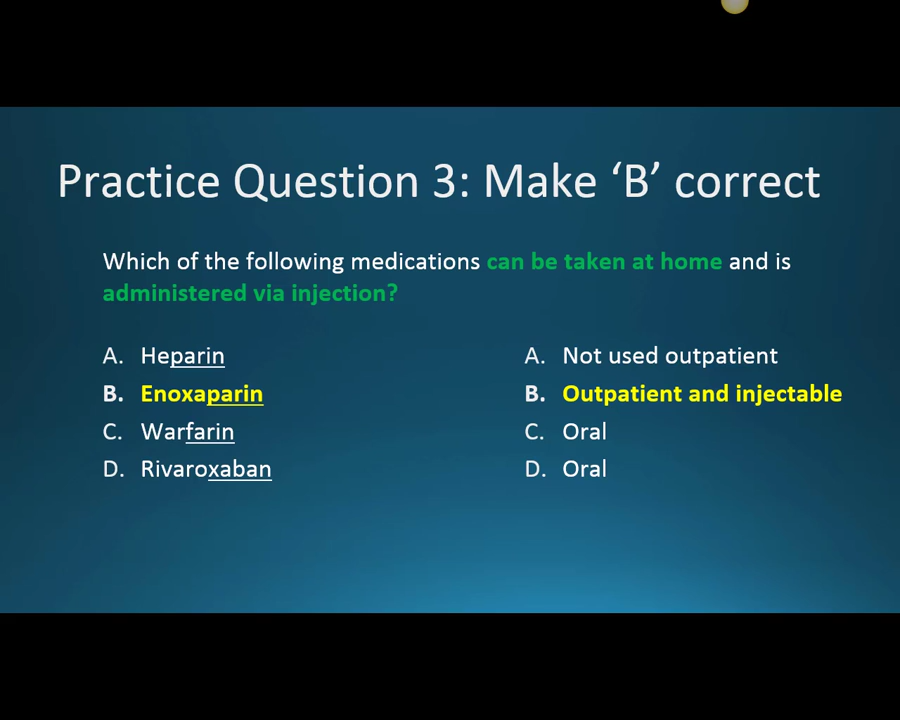 Practice Question 3: Make ‘B’ correct
Which of the following medications can be taken at home and is
administered via injection?
A. Heparin
B. Enoxaparin
C. Warfarin
D. Rivaroxaban
A. Not used outpatient
B. Outpatient and injectable
C. Oral
D. Oral